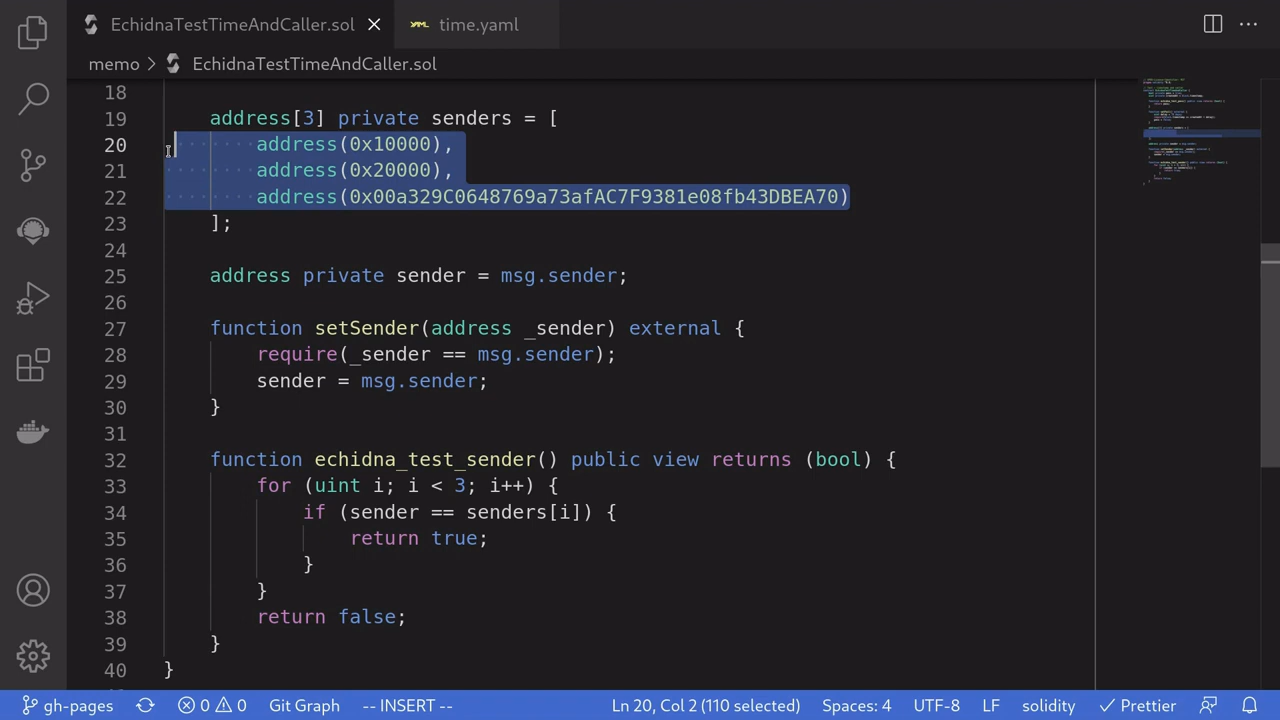 EchidnaTestTimeAndCaller.sol
YAML time.yaml
memo > EchidnaTestTimeAndCaller.sol
18
19 address[3] private senders = [
20 address(0x10000),
21 address(0x20000),
22 address(0x00a329C0648769a73afAC7F9381e08fb43DBEA70)
23 ];
24
25 address private sender = msg.sender;
26
27 function setSender(address _sender) external {
28 require(_sender == msg.sender);
29 sender = msg.sender;
30 }
31
32 function echidna_test_sender() public view returns (bool) {
33 for (uint i; i < 3; i++) {
34 if (sender == senders[i]) {
35 return true;
36 }
37 }
38 return false;
39 }
40 }
gh-pages 0 0 Git Graph -- INSERT -- Ln 20, Col 2 (110 selected) Spaces: 4 UTF-8 LF solidity Prettier